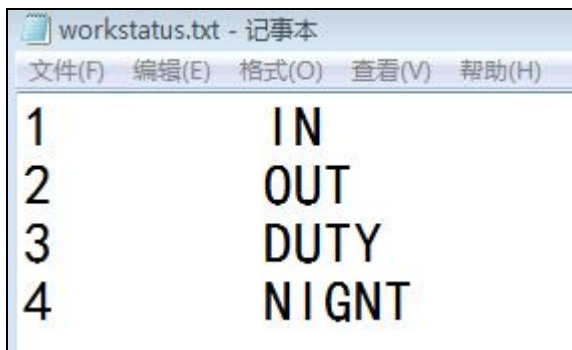 workstatus.txt - 记事本
文件(F) 编辑(E) 格式(O) 查看(V) 帮助(H)
1 IN
2 OUT
3 DUTY
4 NIGNT